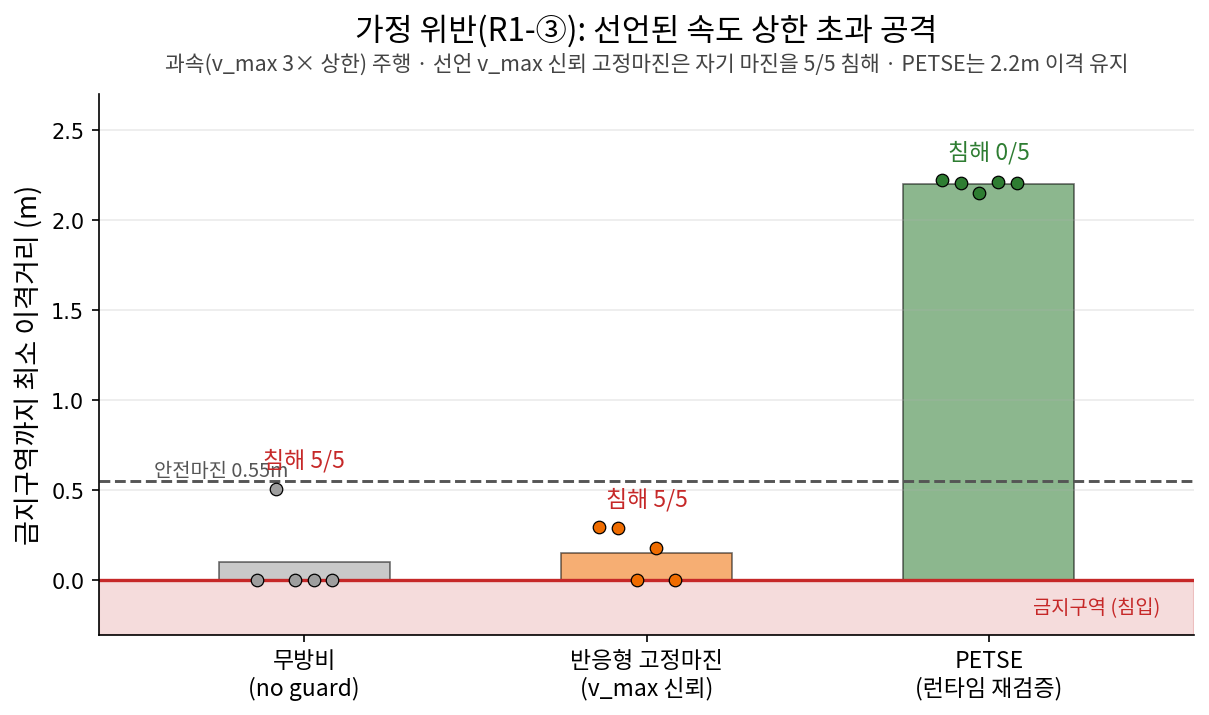 가정 위반(R1-③): 선언된 속도 상한 초과 공격
과속(v_max 3× 상한) 주행 · 선언 v_max 신뢰 고정마진은 자기 마진을 5/5 침해 · PETSE는 2.2m 이격 유지
금지구역까지 최소 이격거리 (m)
2.5
2.0
1.5
1.0
0.5
0.0
침해 0/5
침해 5/5
안전마진 0.55m
침해 5/5
금지구역 (침입)
무방비
(no guard)
반응형 고정마진
(v_max 신뢰)
PETSE
(런타임 재검증)